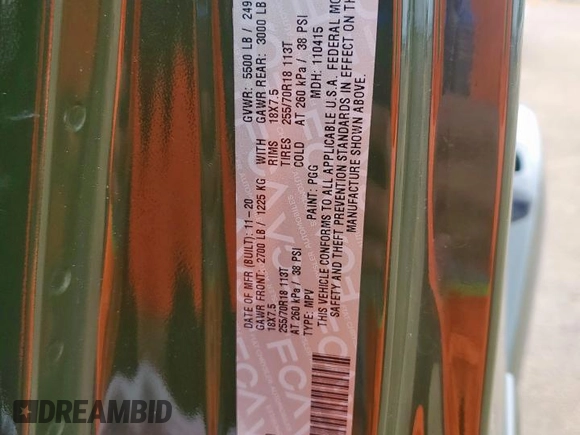 DATE OF MFR (BUILT): 11-20 GVWR: 5500 LB / 249
GAWR FRONT: 2700 LB / 1225 KG WITH GAWR REAR: 3000 LB
18X7.5 RIMS 18X7.5
255/70R18 113T TIRES 255/70R18 113T
AT 260 kPa / 38 PSI COLD AT 260 kPa / 38 PSI
TYPE: MPV PAINT: PGG MDH: 110415
THIS VEHICLE CONFORMS TO ALL APPLICABLE U.S.A. FEDERAL MO
SAFETY AND THEFT PREVENTION STANDARDS IN EFFECT ON TH
MANUFACTURE SHOWN ABOVE.
DREAMBID